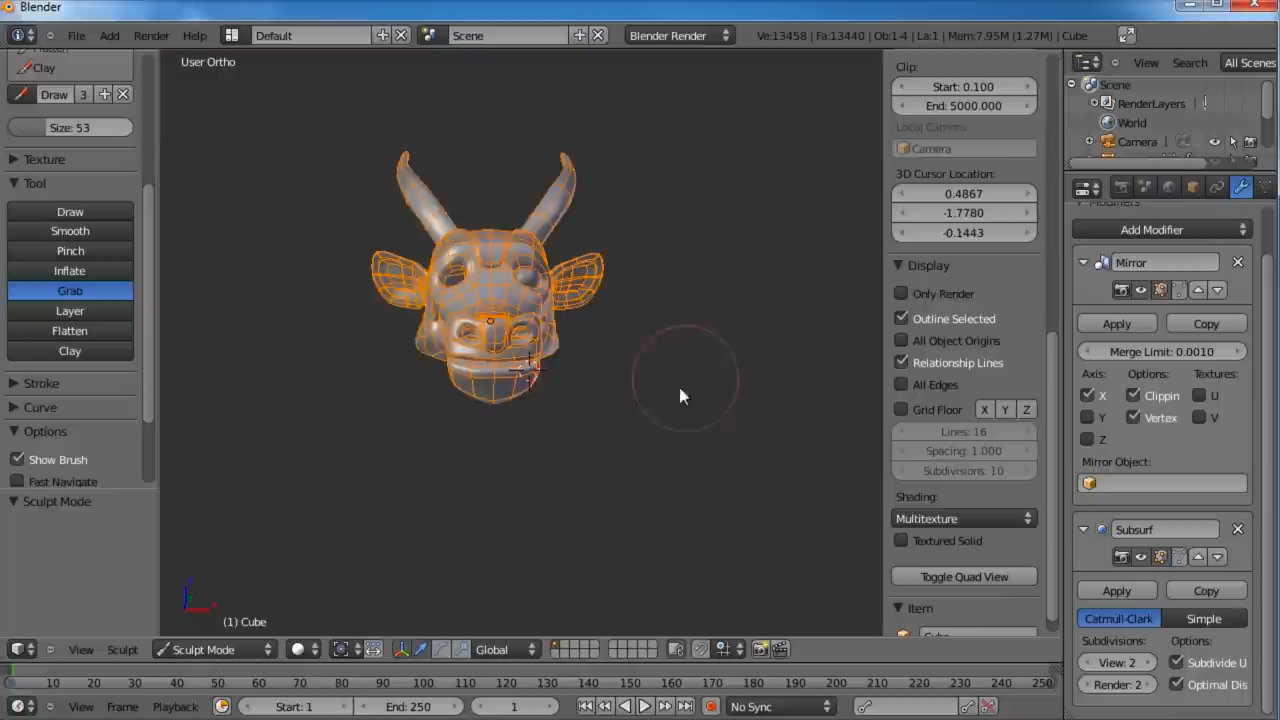 Blender
File Add Render Help Default Scene Blender Render Ve:13458 | Fa:13440 | Ob:1-4 | La:1 | Mem:7.95M (1.27M) | Cube
Clay
Draw 3
Size: 53
Texture
Tool
Draw
Smooth
Pinch
Inflate
Grab
Layer
Flatten
Clay
Stroke
Curve
Options
Show Brush
Fast Navigate
Sculpt Mode
User Ortho
(1) Cube
Clip:
Start: 0.100
End: 5000.000
Local Camera:
Camera
3D Cursor Location:
0.4867
-1.7780
-0.1443
Display
Only Render
Outline Selected
All Object Origins
Relationship Lines
All Edges
Grid Floor X Y Z
Lines: 16
Spacing: 1.000
Subdivisions: 10
Shading:
Multitexture
Textured Solid
Toggle Quad View
Item
Cube
View Search All Scenes
Scene
RenderLayers
World
Camera
Modifiers
Add Modifier
Mirror
Apply Copy
Merge Limit: 0.0010
Axis: Options: Textures:
X Clippin U
Y Vertex V
Z
Mirror Object:
Subsurf
Apply Copy
Catmull-Clark Simple
Subdivisions: Options:
View: 2 Subdivide U
Render: 2 Optimal Dis
View Sculpt Sculpt Mode Global
10 20 30 40 50 60 70 80 90 100 110 120 130 140 150 160 170 180 190 200 210 220 230 240 250
View Frame Playback Start: 1 End: 250 1 No Sync